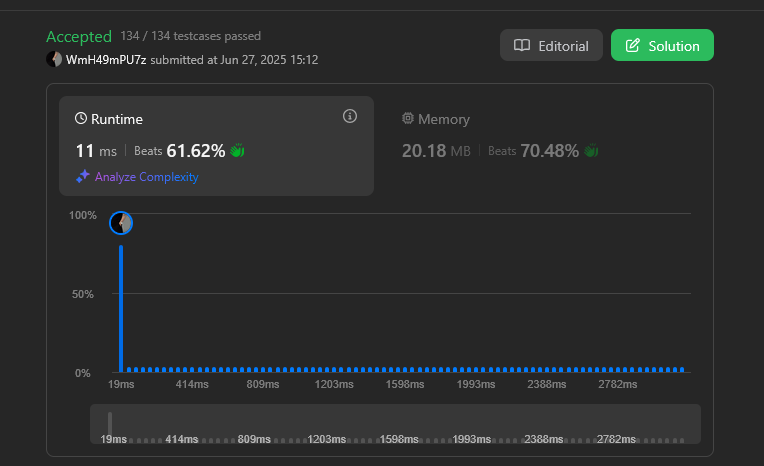 Accepted 134 / 134 testcases passed
WmH49mPU7z submitted at Jun 27, 2025 15:12
Editorial
Solution
Runtime
11 ms | Beats 61.62%
Analyze Complexity
Memory
20.18 MB | Beats 70.48%
100%
50%
0%
19ms 414ms 809ms 1203ms 1598ms 1993ms 2388ms 2782ms
19ms 414ms 809ms 1203ms 1598ms 1993ms 2388ms 2782ms